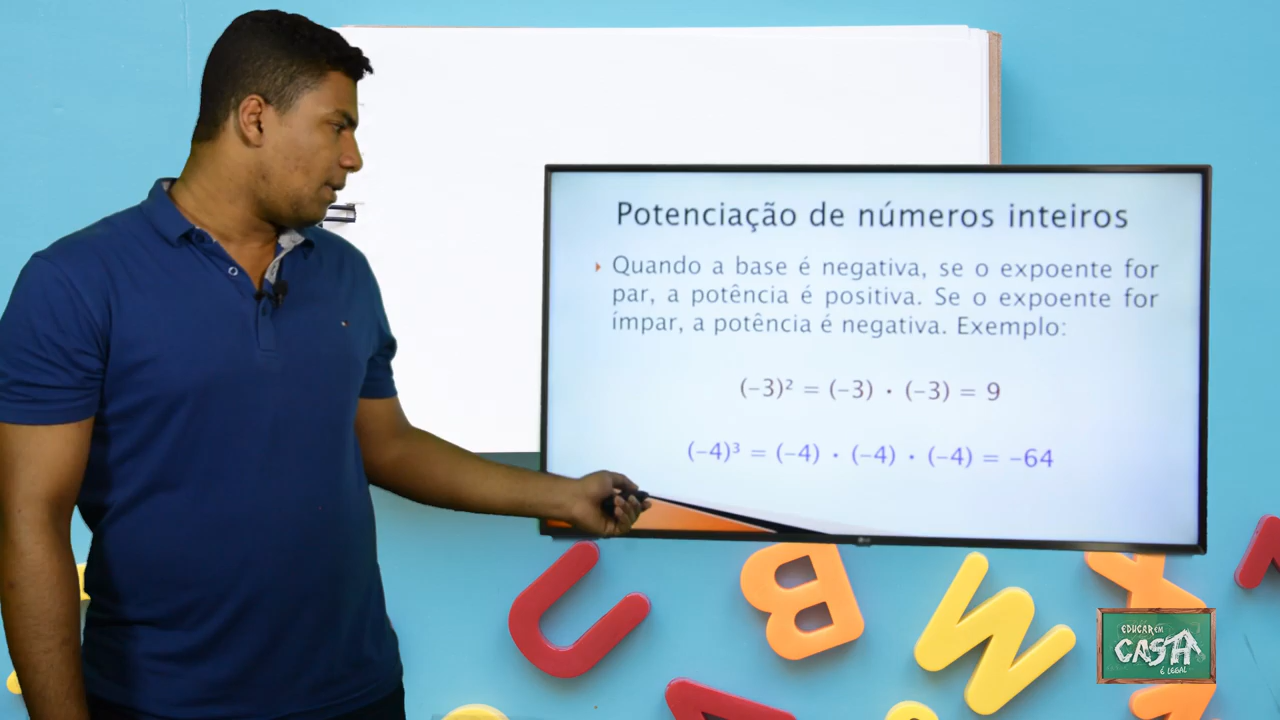 Potenciação de números inteiros
Quando a base é negativa, se o expoente for
par, a potência é positiva. Se o expoente for
ímpar, a potência é negativa. Exemplo:
(-3)² = (-3) · (-3) = 9
(-4)³ = (-4) · (-4) · (-4) = -64
LG
U B W X
EDUCAR EM
CASA
É LEGAL